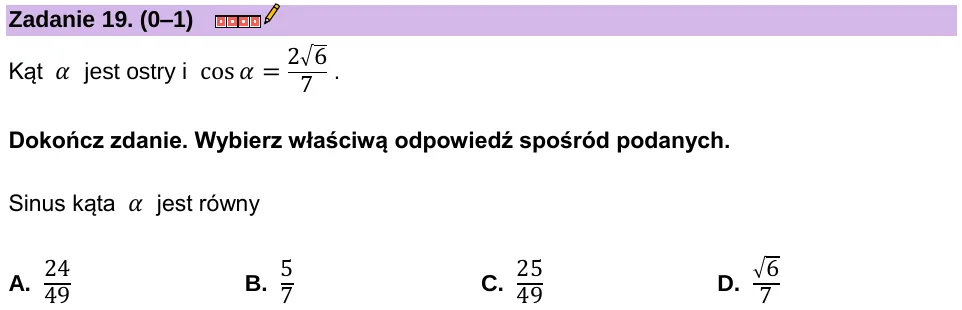 Zadanie 19. (0–1)
Kąt α jest ostry i cos α = 2√6/7 .
Dokończ zdanie. Wybierz właściwą odpowiedź spośród podanych.
Sinus kąta α jest równy
A. 24/49 B. 5/7 C. 25/49 D. √6/7